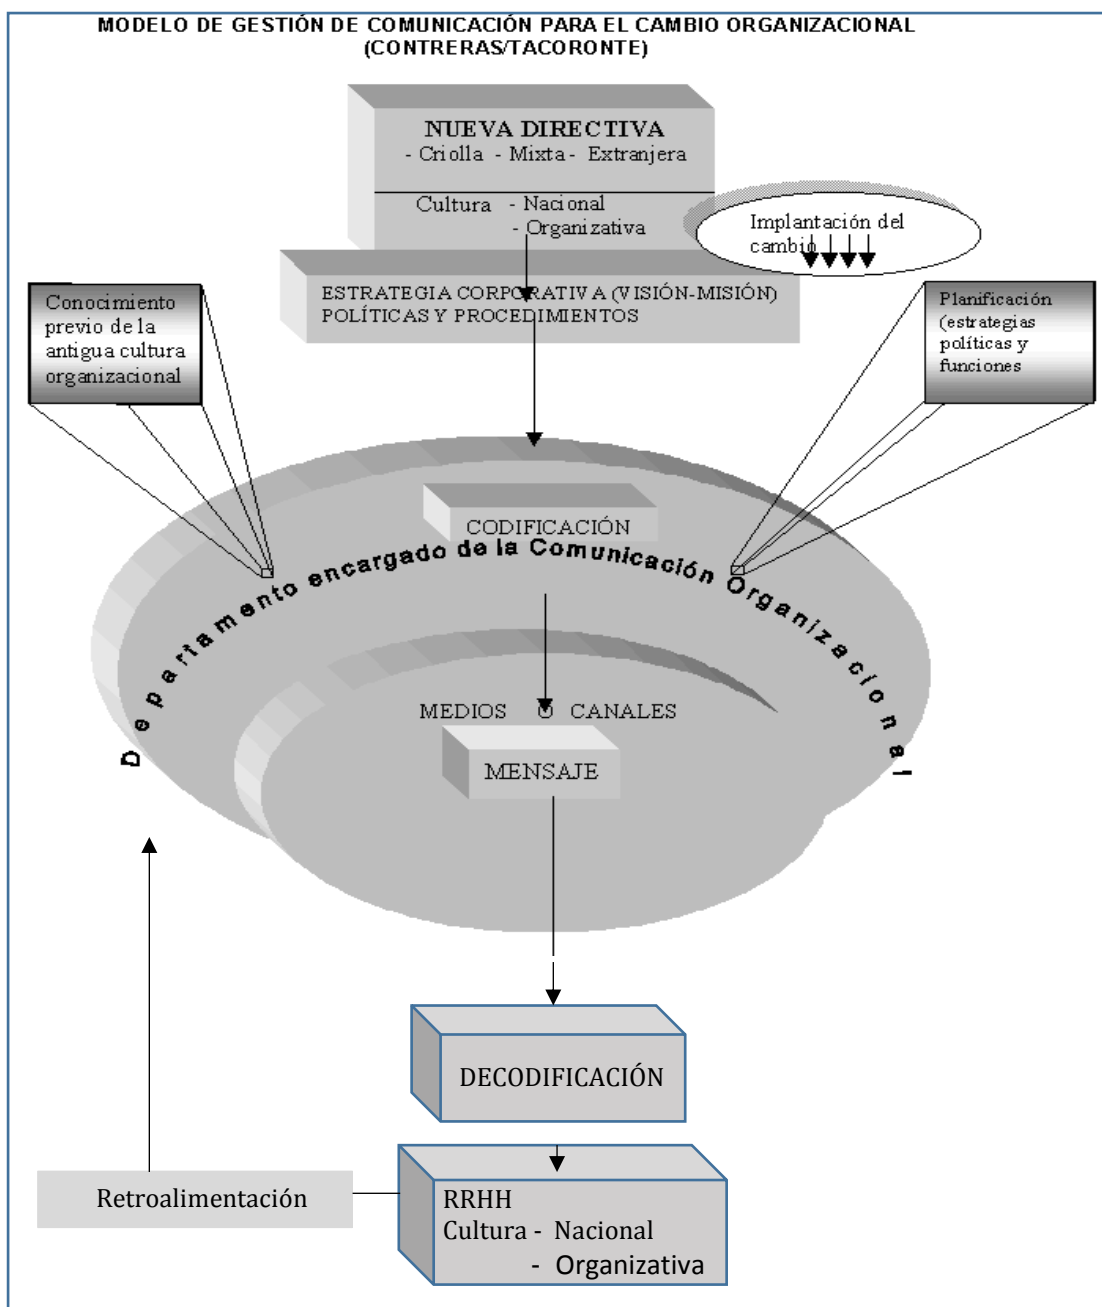 MODELO DE GESTIÓN DE COMUNICACIÓN PARA EL CAMBIO ORGANIZACIONAL
(CONTRERAS/TACORONTE)
NUEVA DIRECTIVA
- Criolla - Mixta - Extranjera
Cultura - Nacional
- Organizativa
Implantación del
cambio
ESTRATEGIA CORPORATIVA (VISIÓN-MISIÓN)
POLÍTICAS Y PROCEDIMIENTOS
Conocimiento
previo de la
antigua cultura
organizacional
Planificación
(estrategias
políticas y
funciones
CODIFICACIÓN
Departamento encargado de la Comunicación Organizacional
MEDIOS O CANALES
MENSAJE
DECODIFICACIÓN
Retroalimentación
RRHH
Cultura - Nacional
- Organizativa